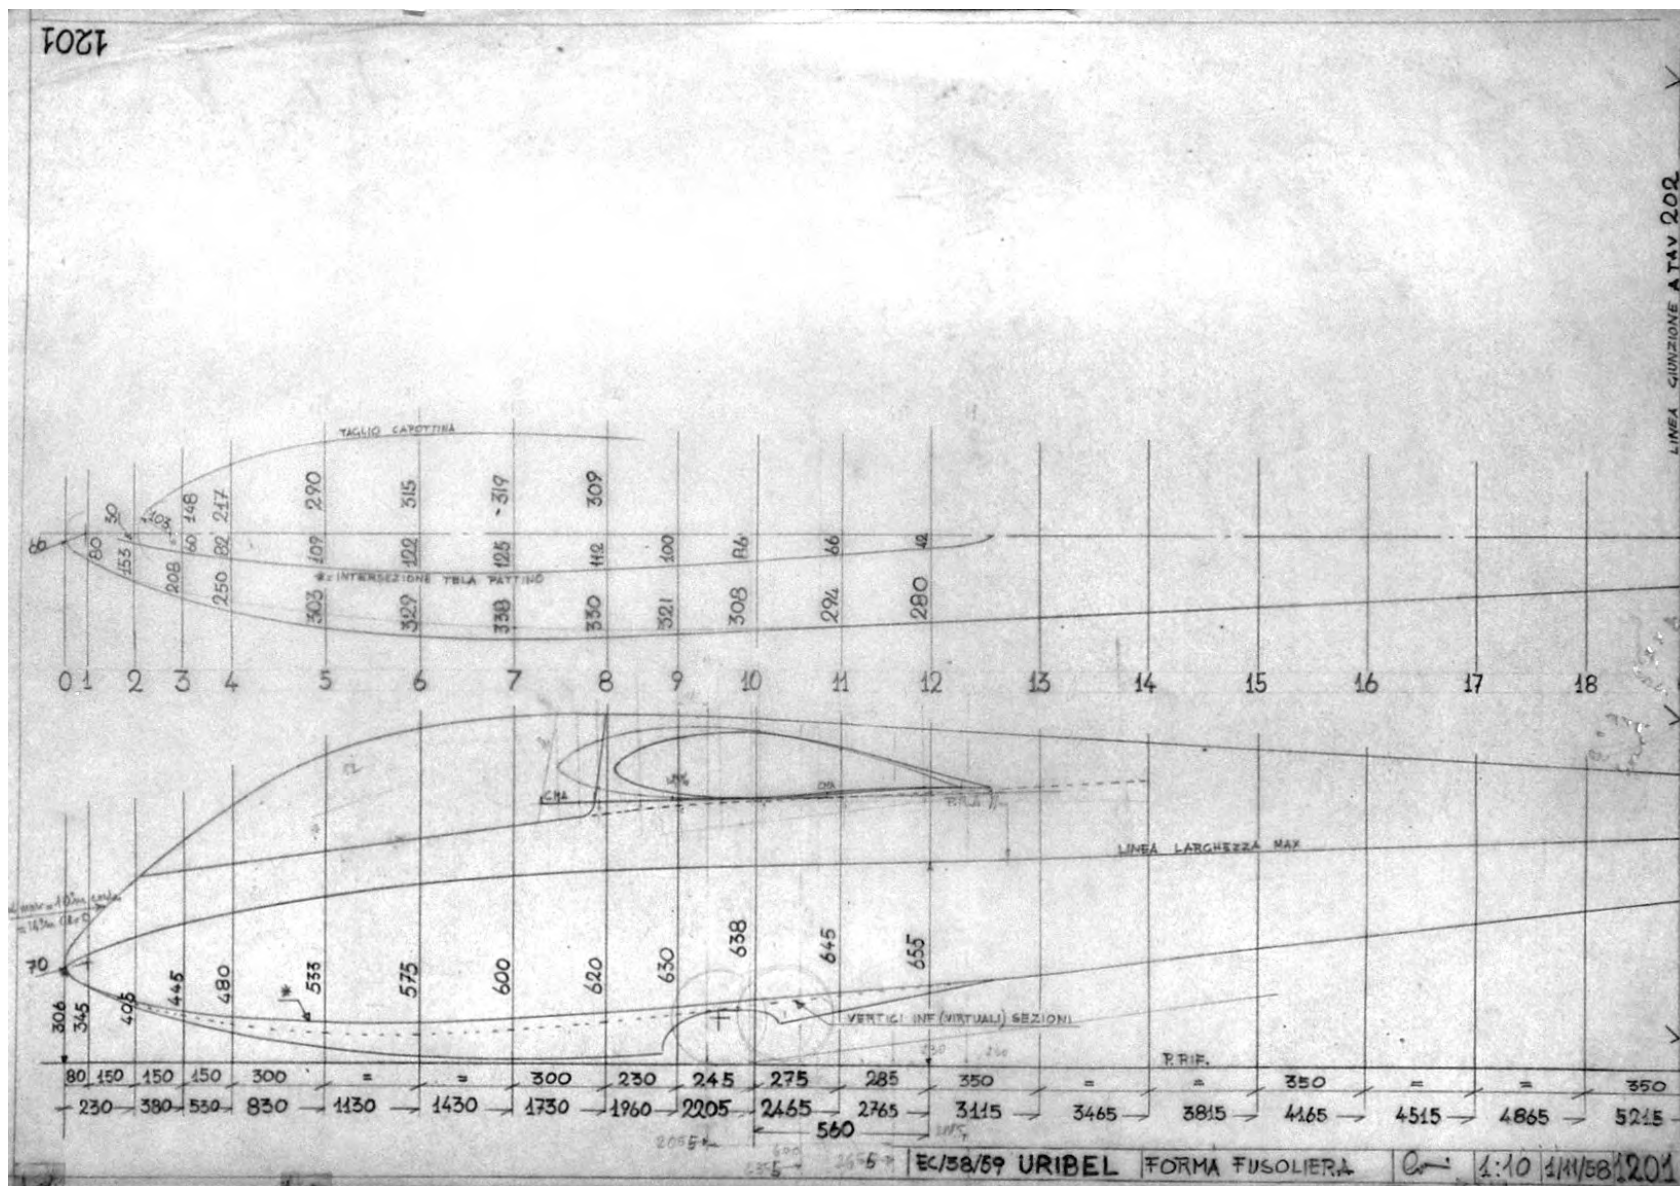 1201
LINEA GIUNZIONE A TAV 202
TAGLIO CAPOTTINA
30 148 217 290 315 319 309
80 153 60 82 109 122 125 112 100 86 66 42
* = INTERSEZIONE TELA PATTINO
208 250 303 329 338 330 321 308 294 280
0 1 2 3 4 5 6 7 8 9 10 11 12 13 14 15 16 17 18
CMA
LINEA LARGHEZZA MAX
70
306 345 405 445 480 533 575 600 620 630 638 645 655
*
VERTICI INF (VIRTUALI) SEZIONI
P. RIF.
80 150 150 150 300 = = 300 230 245 275 285 350 = = 350 = = 350
230 380 530 830 1130 1430 1730 1960 2205 2465 2765 3115 3465 3815 4165 4515 4865 5215
560
EC/38/59 URIBEL FORMA FUSOLIERA 1:10 1/11/58 1201